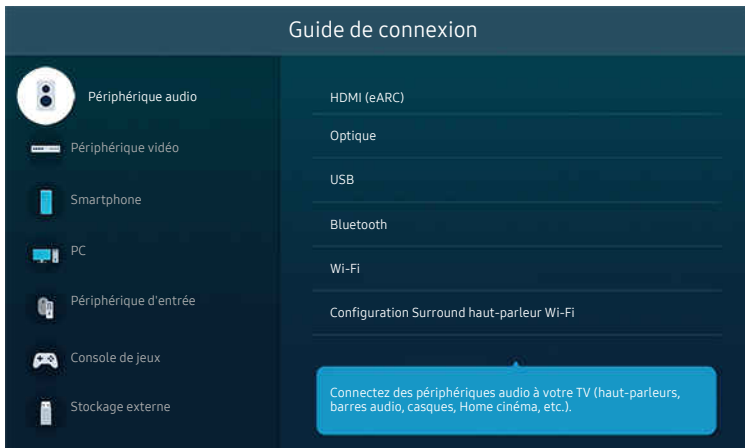 Guide de connexion
Périphérique audio
Périphérique vidéo
Smartphone
PC
Périphérique d'entrée
Console de jeux
Stockage externe
HDMI (eARC)
Optique
USB
Bluetooth
Wi-Fi
Configuration Surround haut-parleur Wi-Fi
Connectez des périphériques audio à votre TV (haut-parleurs,
barres audio, casques, Home cinéma, etc.).